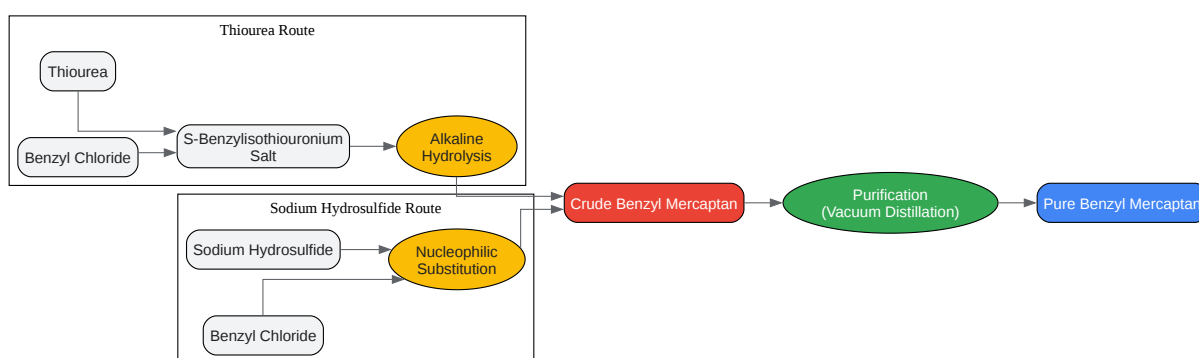 Thiourea Route
Thiourea
Benzyl Chloride
S-Benzylisothiouronium
Salt
Alkaline
Hydrolysis
Sodium Hydrosulfide Route
Sodium Hydrosulfide
Benzyl Chloride
Nucleophilic
Substitution
Crude Benzyl Mercaptan
Purification
(Vacuum Distillation)
Pure Benzyl Mercaptan